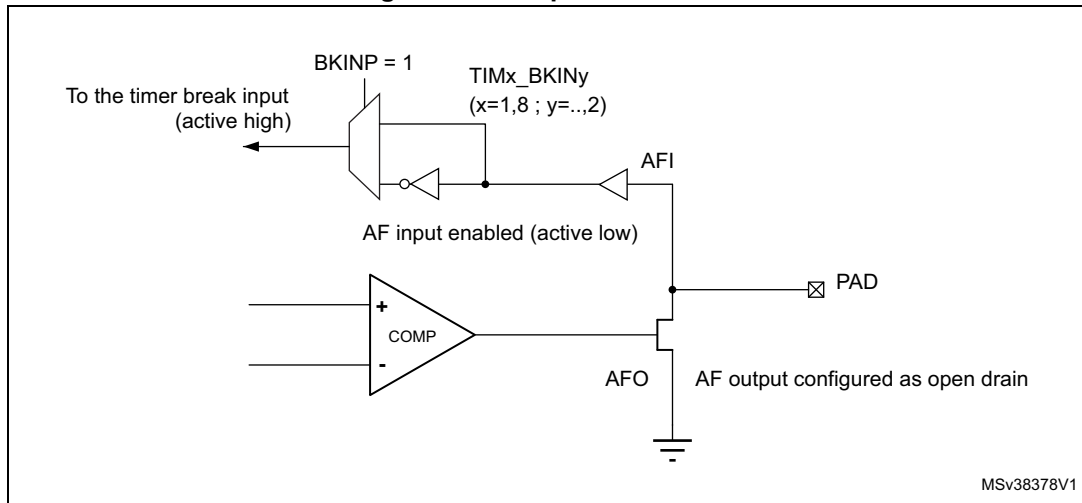 BKINP = 1
TIMx_BKINy
(x=1,8 ; y=..,2)
To the timer break input
(active high)
AFI
AF input enabled (active low)
PAD
+
COMP
-
AFO
AF output configured as open drain
MSv38378V1